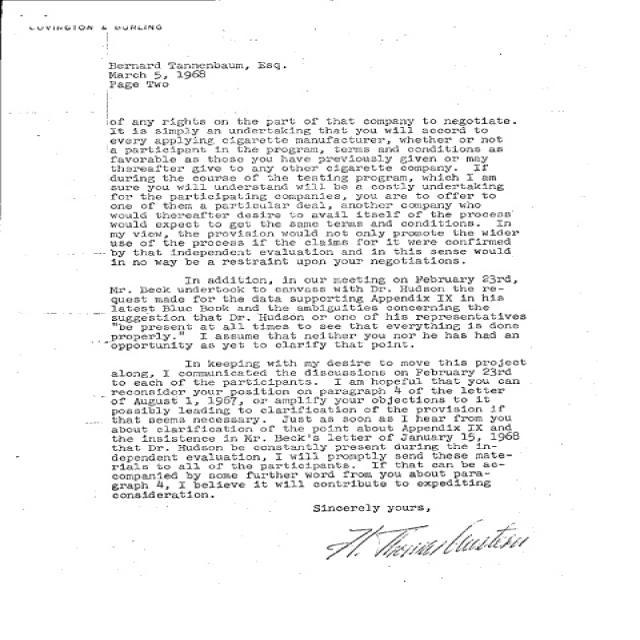 COVINGTON & BURLING
Bernard Tannenbaum, Esq.
March 5, 1968
Page Two
of any rights on the part of that company to negotiate.
It is simply an undertaking that you will accord to
every applying cigarette manufacturer, whether or not
a participant in the program, terms and conditions as
favorable as those you have previously given or may
thereafter give to any other cigarette company. If
during the course of the testing program, which I am
sure you will understand will be a costly undertaking
for the participating companies, you are to offer to
one of them a particular deal, another company who
would thereafter desire to avail itself of the process
would expect to get the same terms and conditions. In
my view, the provision would not only promote the wider
use of the process if the claims for it were confirmed
by that independent evaluation and in this sense would
in no way be a restraint upon your negotiations.
In addition, in our meeting on February 23rd,
Mr. Beck undertook to canvass with Dr. Hudson the re-
quest made for the data supporting Appendix IX in his
latest Blue Book and the ambiguities concerning the
suggestion that Dr. Hudson or one of his representatives
"be present at all times to see that everything is done
properly." I assume that neither you nor he has had an
opportunity as yet to clarify that point.
In keeping with my desire to move this project
along, I communicated the discussions on February 23rd
to each of the participants. I am hopeful that you can
reconsider your position on paragraph 4 of the letter
of August 1, 1967, or amplify your objections to it
possibly leading to clarification of the provision if
that seems necessary. Just as soon as I hear from you
about clarification of the point about Appendix IX and
the insistence in Mr. Beck's letter of January 15, 1968
that Dr. Hudson be constantly present during the in-
dependent evaluation, I will promptly send these mate-
rials to all of the participants. If that can be ac-
companied by some further word from you about para-
graph 4, I believe it will contribute to expediting
consideration.
Sincerely yours,
H. Thomas Austern